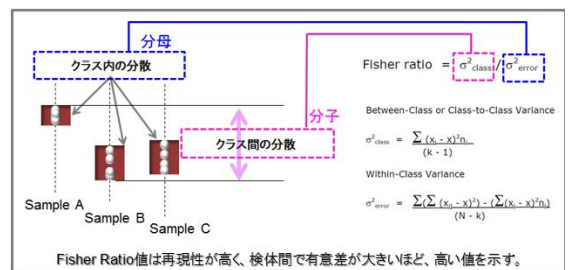 分母
クラス内の分散
分子
クラス間の分散
Sample A
Sample B
Sample C
Fisher ratio = σ²class/σ²error
Between-Class or Class-to-Class Variance
σ²class = ∑ (xᵢ - x)²nᵢ / (k - 1)
Within-Class Variance
σ²error = ∑(∑ (xᵢⱼ - x)²) - (∑(xᵢ - x)²nᵢ) / (N - k)
Fisher Ratio値は再現性が高く、検体間で有意差が大きいほど、高い値を示す。